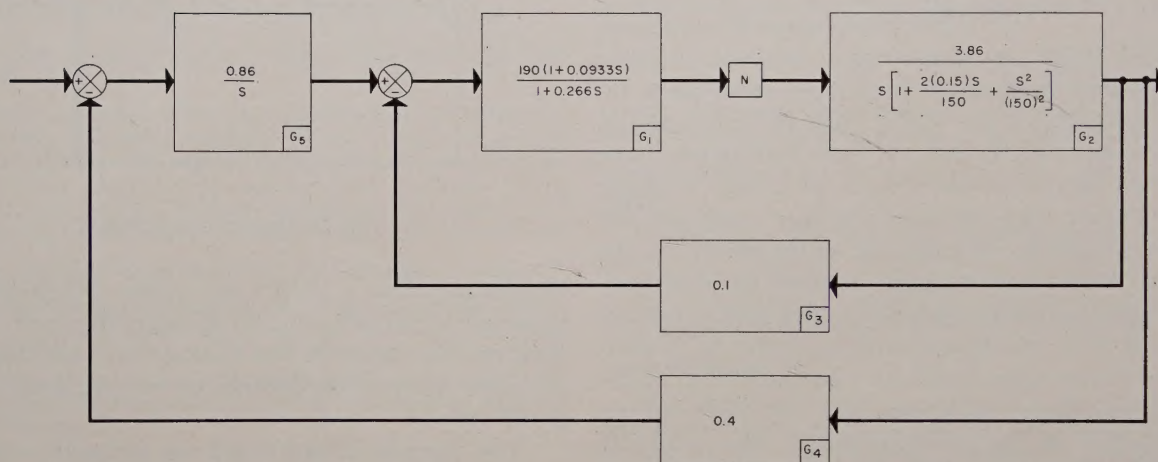 +
-
0.86
S
G5
+
-
190(1+0.0933S)
1+0.266S
G1
N
3.86
S[1+ 2(0.15)S/150 + S²/(150)²]
G2
0.1
G3
0.4
G4